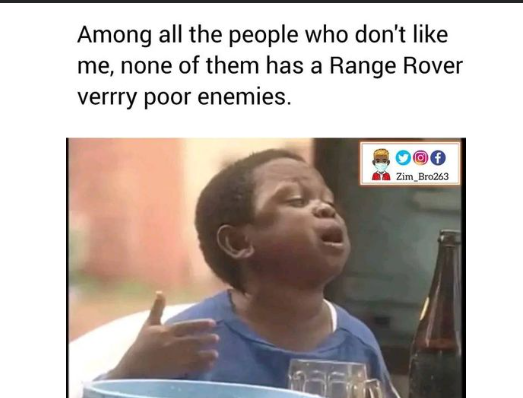 Among all the people who don't like
me, none of them has a Range Rover
verrry poor enemies.
Zim_Bro263